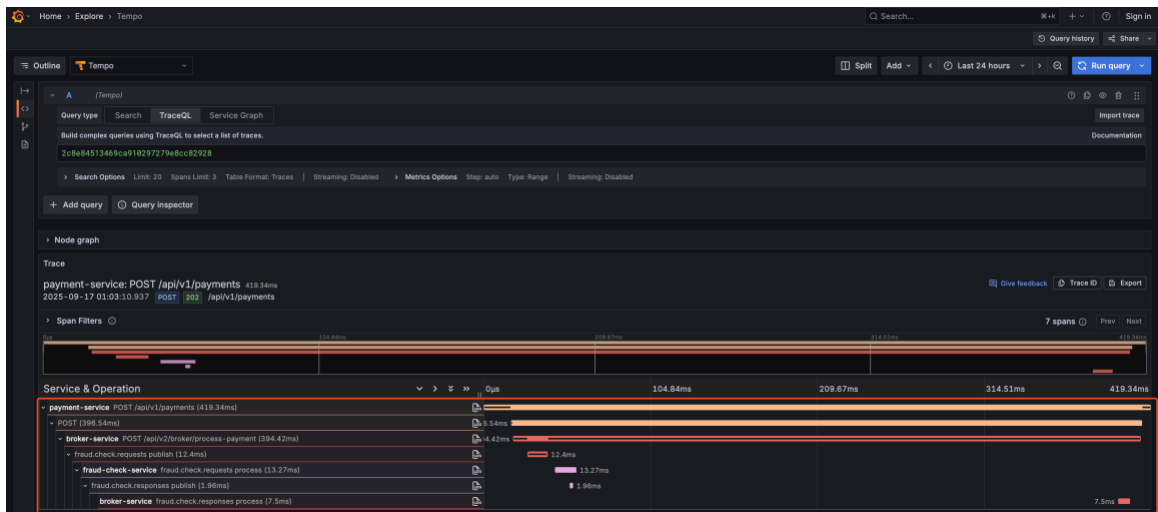 Home › Explore › Tempo
Search...
⌘+k
Sign in
Query history
Share
Outline
Tempo
Split
Add
Last 24 hours
Run query
A (Tempo)
Query type Search TraceQL Service Graph
Import trace
Build complex queries using TraceQL to select a list of traces.
Documentation
2c8e84513469ca910297279e8cc82928
Search Options Limit: 20 Spans Limit: 3 Table Format: Traces | Streaming: Disabled Metrics Options Step: auto Type: Range | Streaming: Disabled
+ Add query Query inspector
Node graph
Trace
payment-service: POST /api/v1/payments 419.34ms
Give feedback Trace ID Export
2025-09-17 01:03:10.937 POST 202 /api/v1/payments
Span Filters
7 spans Prev Next
0μs 104.84ms 209.67ms 314.51ms 419.34ms
Service & Operation 0μs 104.84ms 209.67ms 314.51ms 419.34ms
payment-service POST /api/v1/payments (419.34ms)
POST (396.54ms) 6.54ms
broker-service POST /api/v2/broker/process-payment (394.42ms) 4.42ms
fraud.check.requests publish (12.4ms) 12.4ms
fraud-check-service fraud.check.requests process (13.27ms) 13.27ms
fraud.check.responses publish (1.96ms) 1.96ms
broker-service fraud.check.responses process (7.5ms) 7.5ms